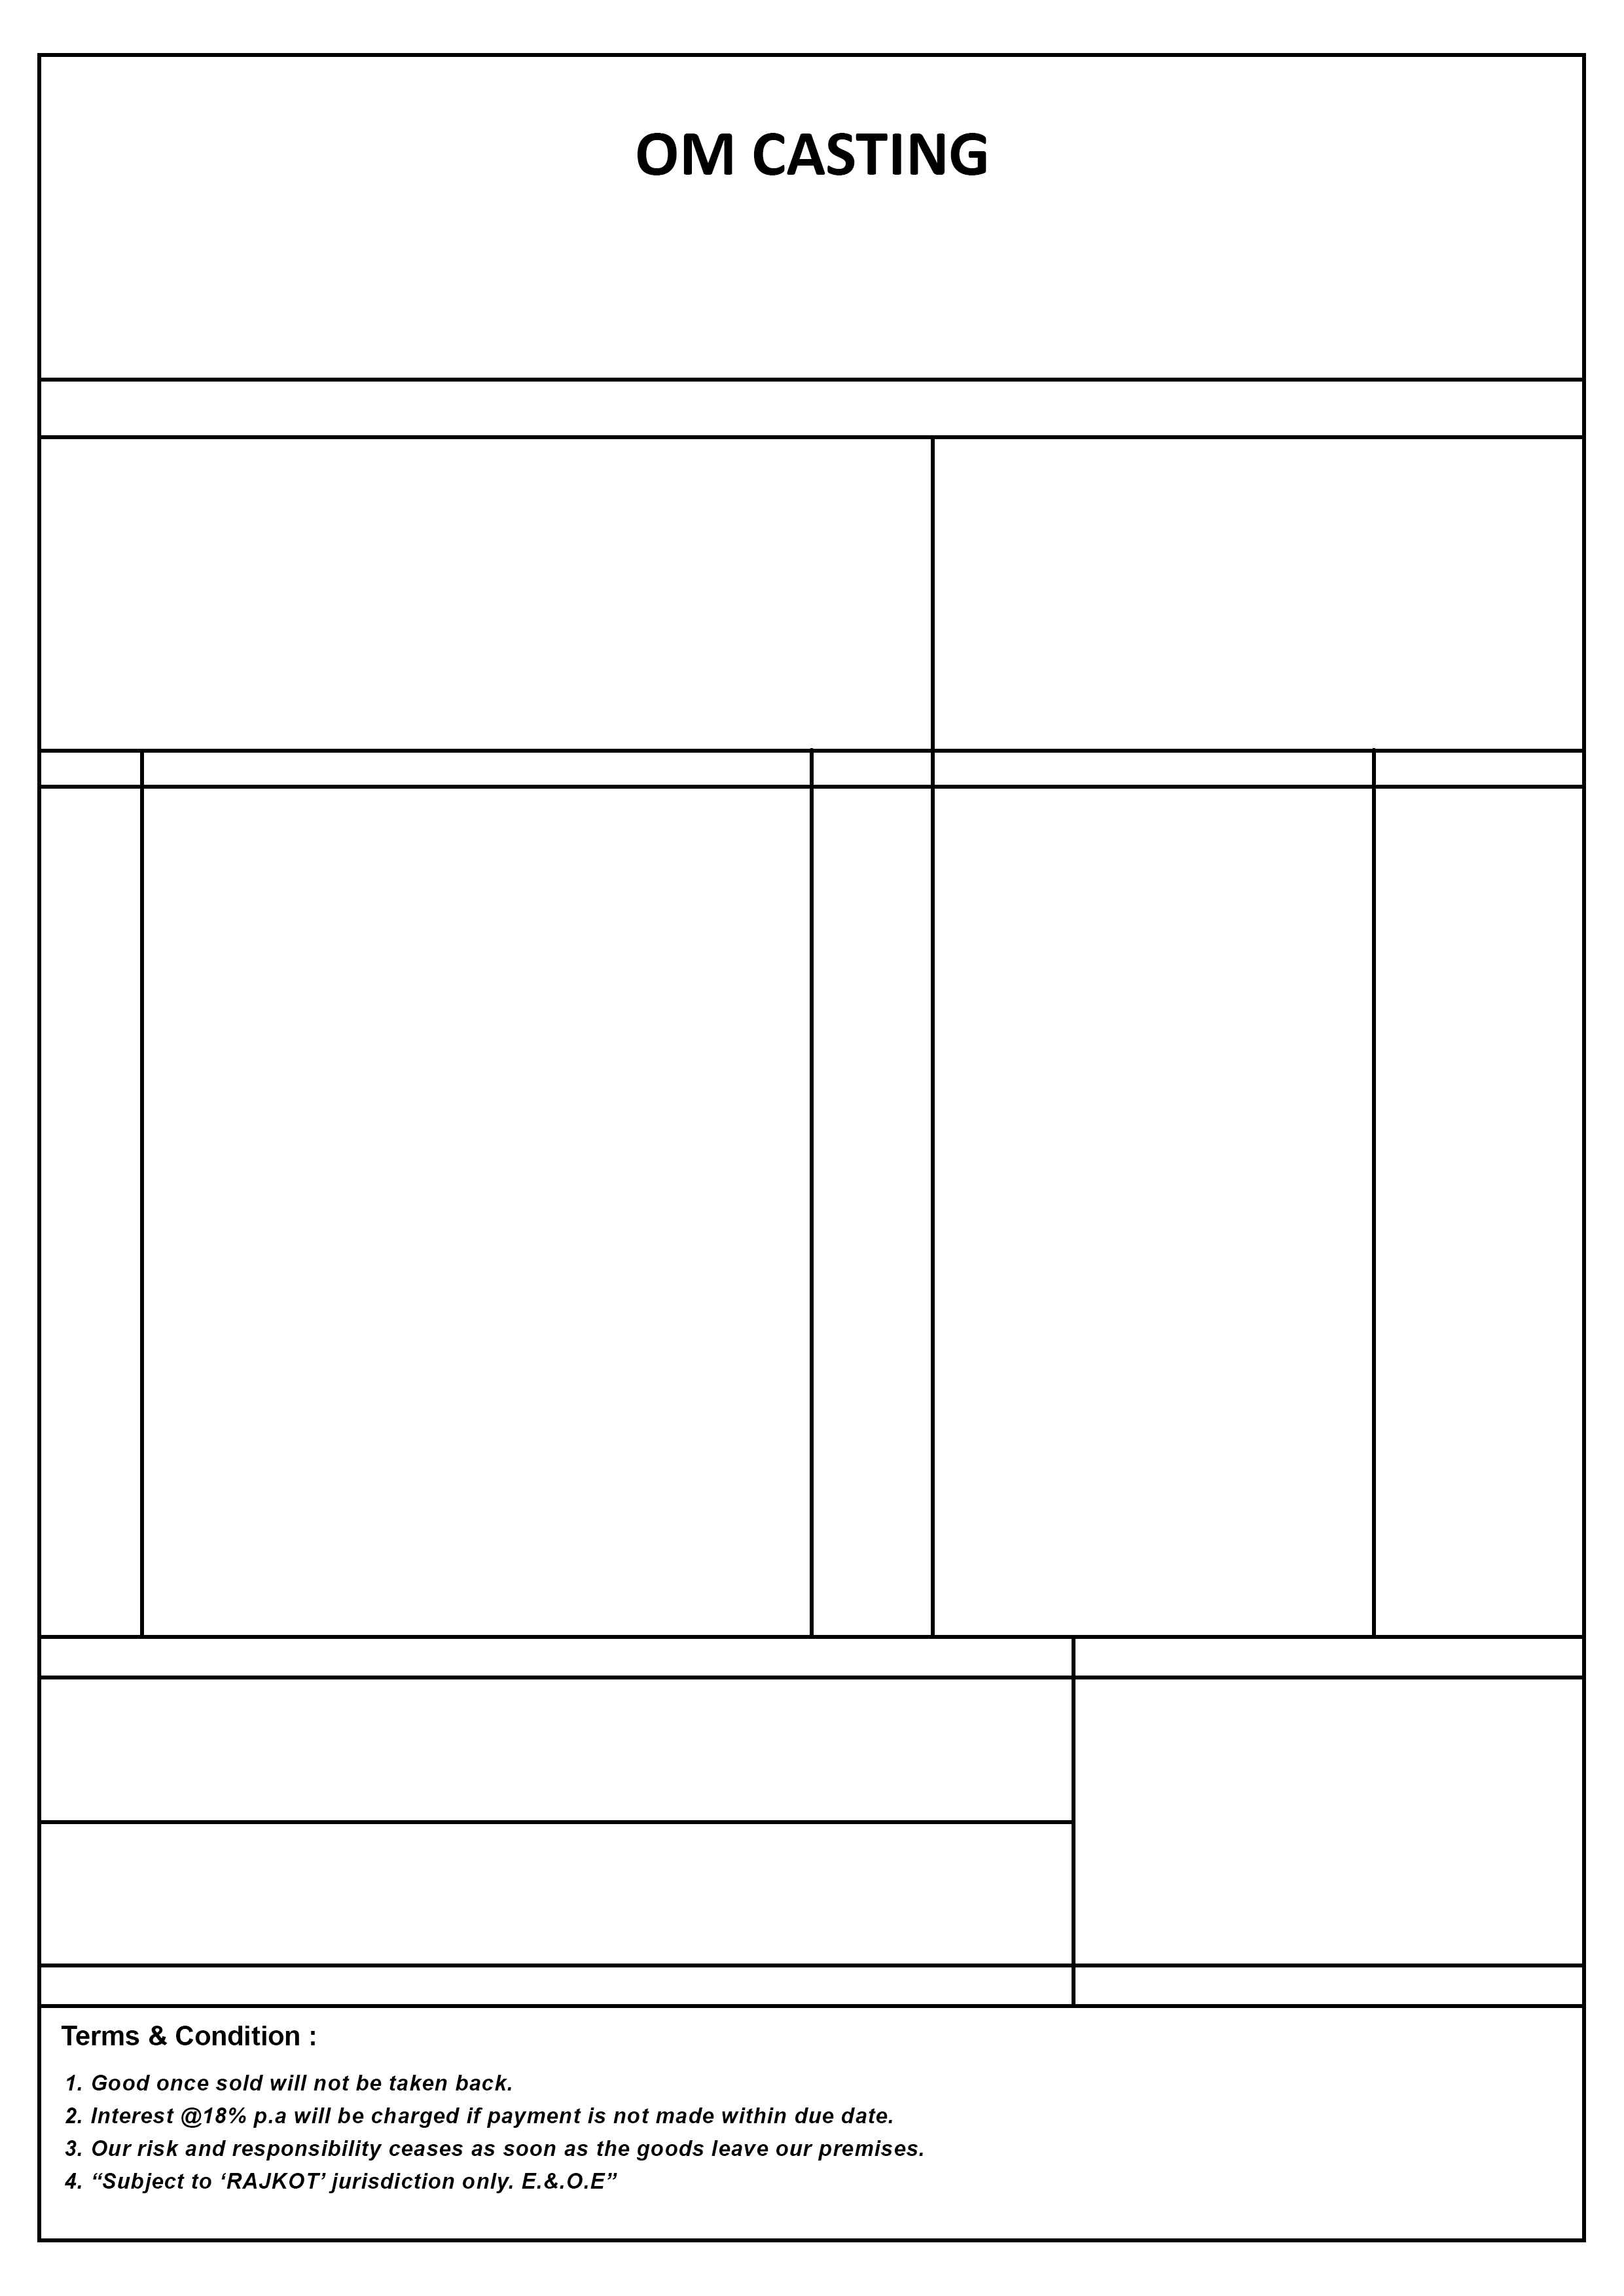 OM CASTING
Terms & Condition :
1. Good once sold will not be taken back.
2. Interest @18% p.a will be charged if payment is not made within due date.
3. Our risk and responsibility ceases as soon as the goods leave our premises.
4. “Subject to ‘RAJKOT’ jurisdiction only. E.&.O.E”